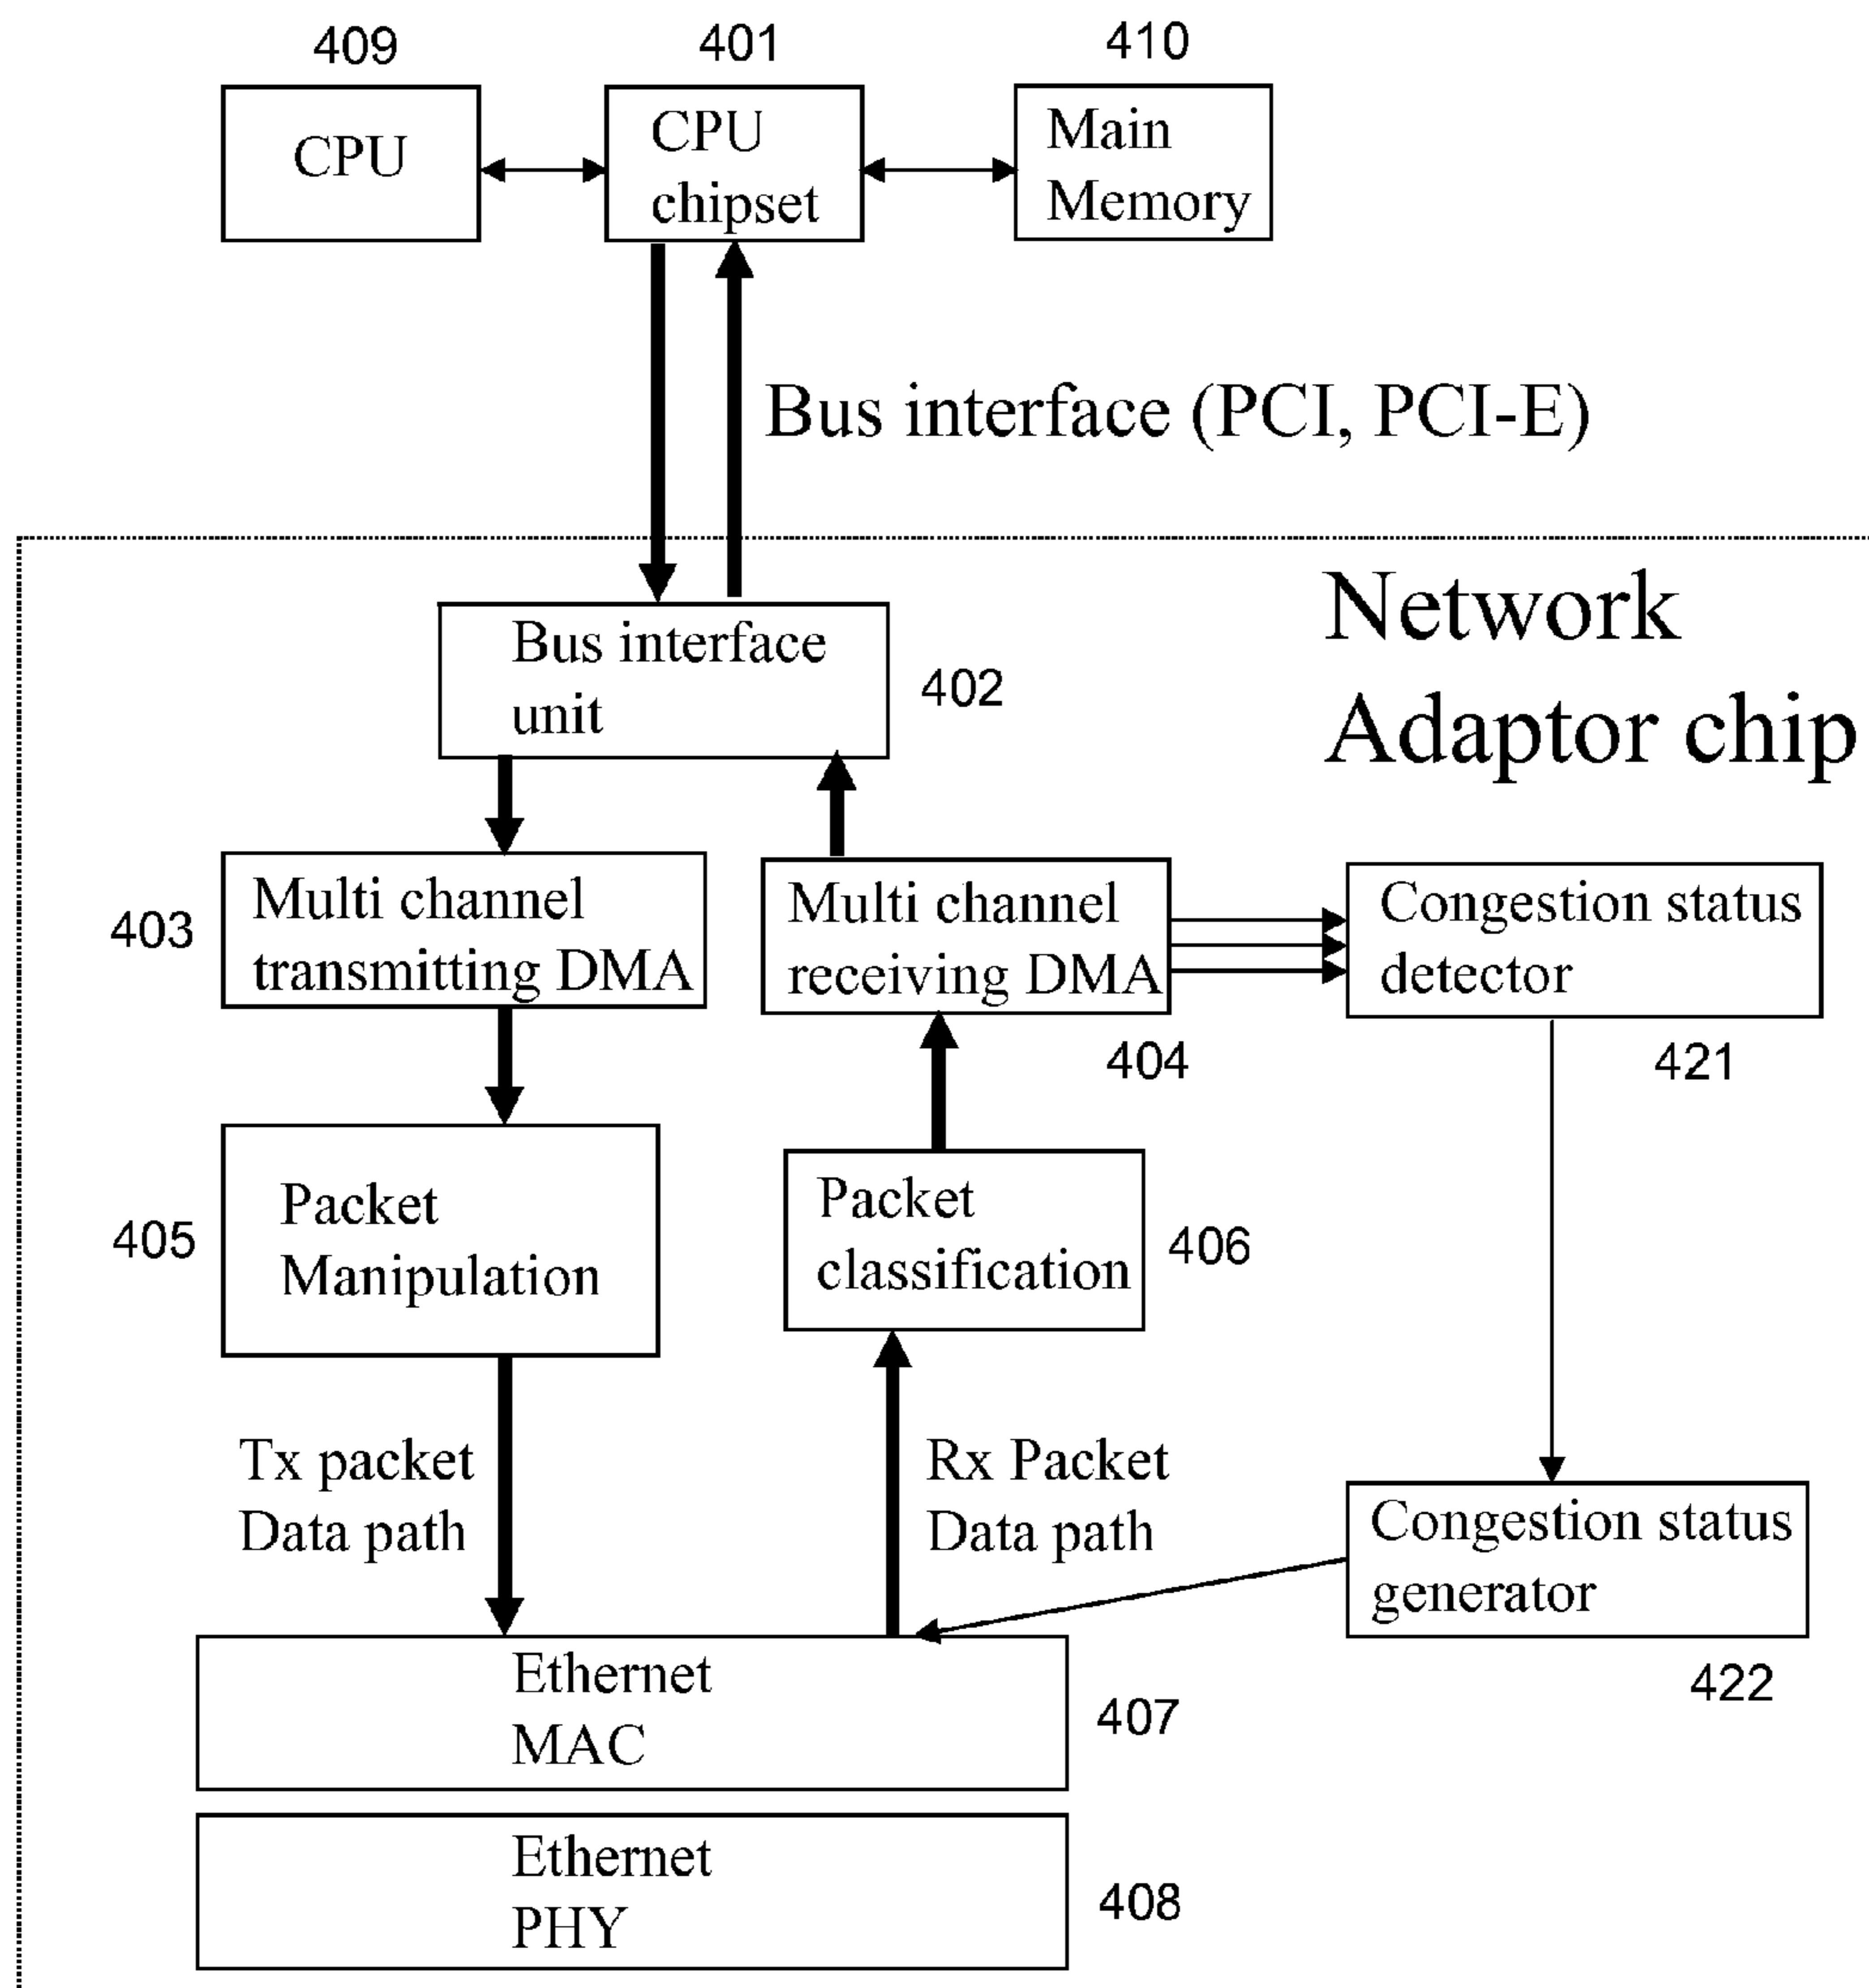 409
401
410
CPU
CPU
chipset
Main
Memory
Bus interface (PCI, PCI-E)
Network
Adaptor chip
Bus interface
unit
402
403
Multi channel
transmitting DMA
Multi channel
receiving DMA
404
Congestion status
detector
421
405
Packet
Manipulation
Packet
classification
406
Tx packet
Data path
Rx Packet
Data path
Congestion status
generator
422
Ethernet
MAC
407
Ethernet
PHY
408